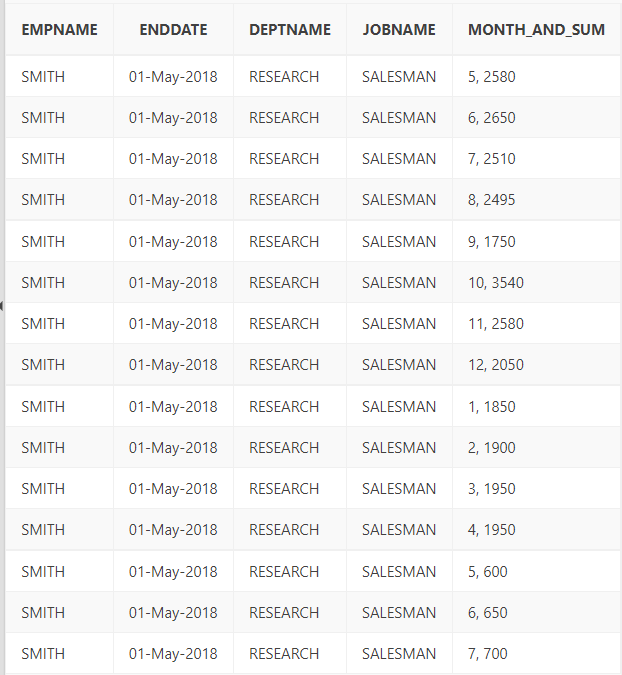 EMPNAME ENDDATE DEPTNAME JOBNAME MONTH_AND_SUM
SMITH 01-May-2018 RESEARCH SALESMAN 5, 2580
SMITH 01-May-2018 RESEARCH SALESMAN 6, 2650
SMITH 01-May-2018 RESEARCH SALESMAN 7, 2510
SMITH 01-May-2018 RESEARCH SALESMAN 8, 2495
SMITH 01-May-2018 RESEARCH SALESMAN 9, 1750
SMITH 01-May-2018 RESEARCH SALESMAN 10, 3540
SMITH 01-May-2018 RESEARCH SALESMAN 11, 2580
SMITH 01-May-2018 RESEARCH SALESMAN 12, 2050
SMITH 01-May-2018 RESEARCH SALESMAN 1, 1850
SMITH 01-May-2018 RESEARCH SALESMAN 2, 1900
SMITH 01-May-2018 RESEARCH SALESMAN 3, 1950
SMITH 01-May-2018 RESEARCH SALESMAN 4, 1950
SMITH 01-May-2018 RESEARCH SALESMAN 5, 600
SMITH 01-May-2018 RESEARCH SALESMAN 6, 650
SMITH 01-May-2018 RESEARCH SALESMAN 7, 700